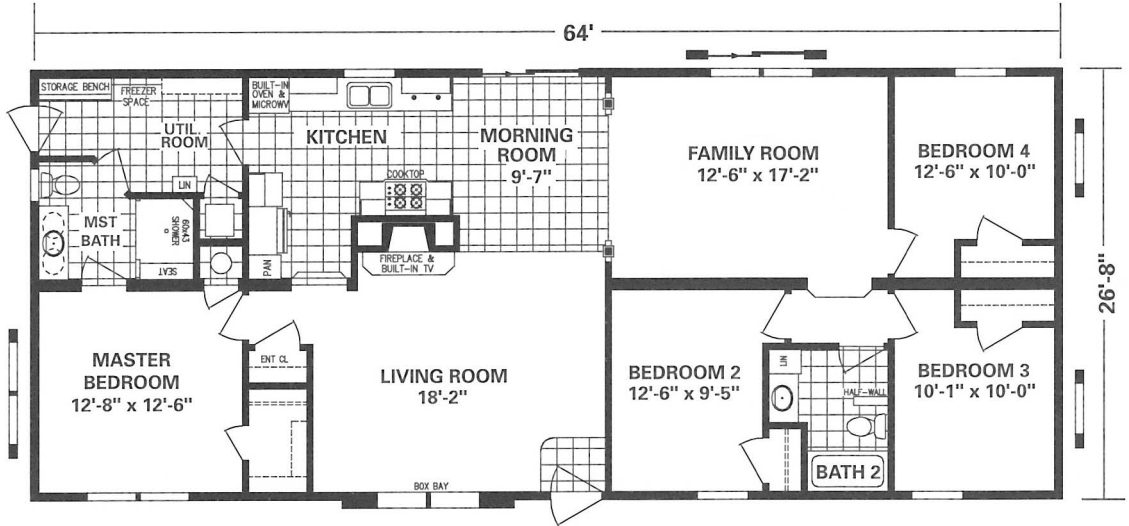 64'
STORAGE BENCH
FREEZER
SPACE
BUILT-IN
OVEN &
MICROWV
UTIL
ROOM
KITCHEN
MORNING
ROOM
9'-7"
FAMILY ROOM
12'-6" x 17'-2"
BEDROOM 4
12'-6" x 10'-0"
COOKTOP
LIN
MST
BATH
60x43
SHOWER
SEAT
PAN
FIREPLACE &
BUILT-IN TV
26'-8"
MASTER
BEDROOM
12'-8" x 12'-6"
ENT CL
LIVING ROOM
18'-2"
BEDROOM 2
12'-6" x 9'-5"
LIN
HALF-WALL
BEDROOM 3
10'-1" x 10'-0"
BATH 2
BOX BAY